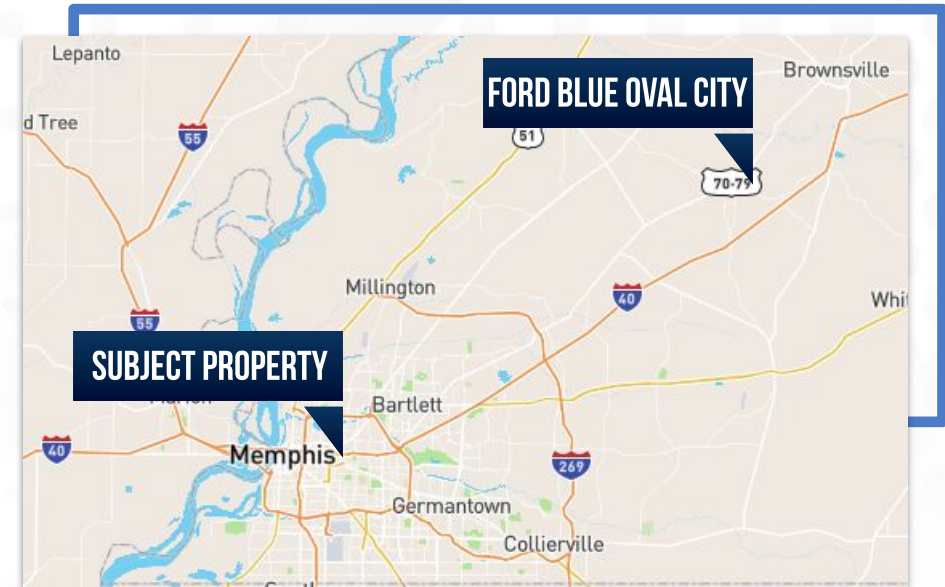 Lepanto
FORD BLUE OVAL CITY
Brownsville
d Tree
55
51
70-79
Millington
40
Whit
55
SUBJECT PROPERTY
Bartlett
40
Memphis
269
Germantown
Collierville